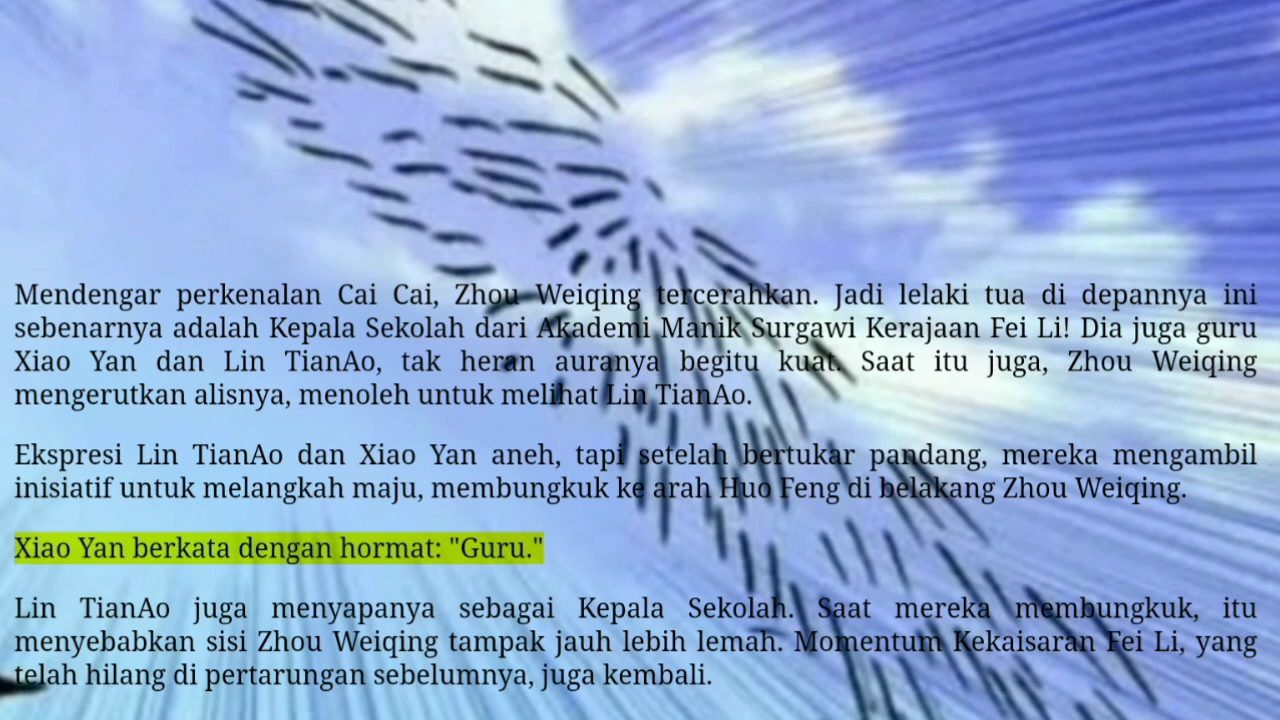 Mendengar perkenalan Cai Cai, Zhou Weiqing tercerahkan. Jadi lelaki tua di depannya ini
sebenarnya adalah Kepala Sekolah dari Akademi Manik Surgawi Kerajaan Fei Li! Dia juga guru
Xiao Yan dan Lin TianAo, tak heran auranya begitu kuat. Saat itu juga, Zhou Weiqing
mengerutkan alisnya, menoleh untuk melihat Lin TianAo.
Ekspresi Lin TianAo dan Xiao Yan aneh, tapi setelah bertukar pandang, mereka mengambil
inisiatif untuk melangkah maju, membungkuk ke arah Huo Feng di belakang Zhou Weiqing.
Xiao Yan berkata dengan hormat: "Guru."
Lin TianAo juga menyapanya sebagai Kepala Sekolah. Saat mereka membungkuk, itu
menyebabkan sisi Zhou Weiqing tampak jauh lebih lemah. Momentum Kekaisaran Fei Li, yang
telah hilang di pertarungan sebelumnya, juga kembali.